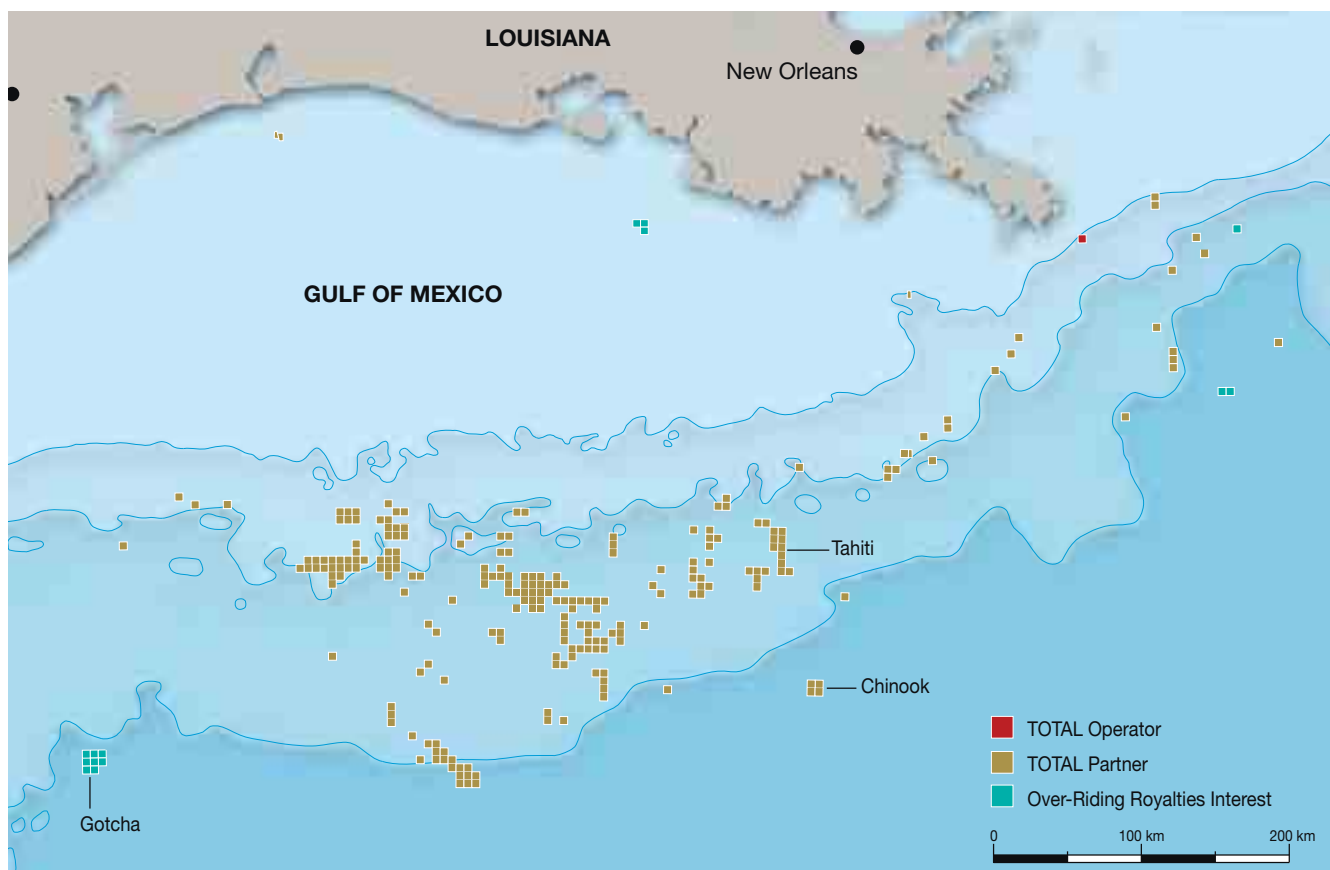 LOUISIANA
New Orleans
GULF OF MEXICO
Tahiti
Chinook
Gotcha
TOTAL Operator
TOTAL Partner
Over-Riding Royalties Interest
0 100 km 200 km